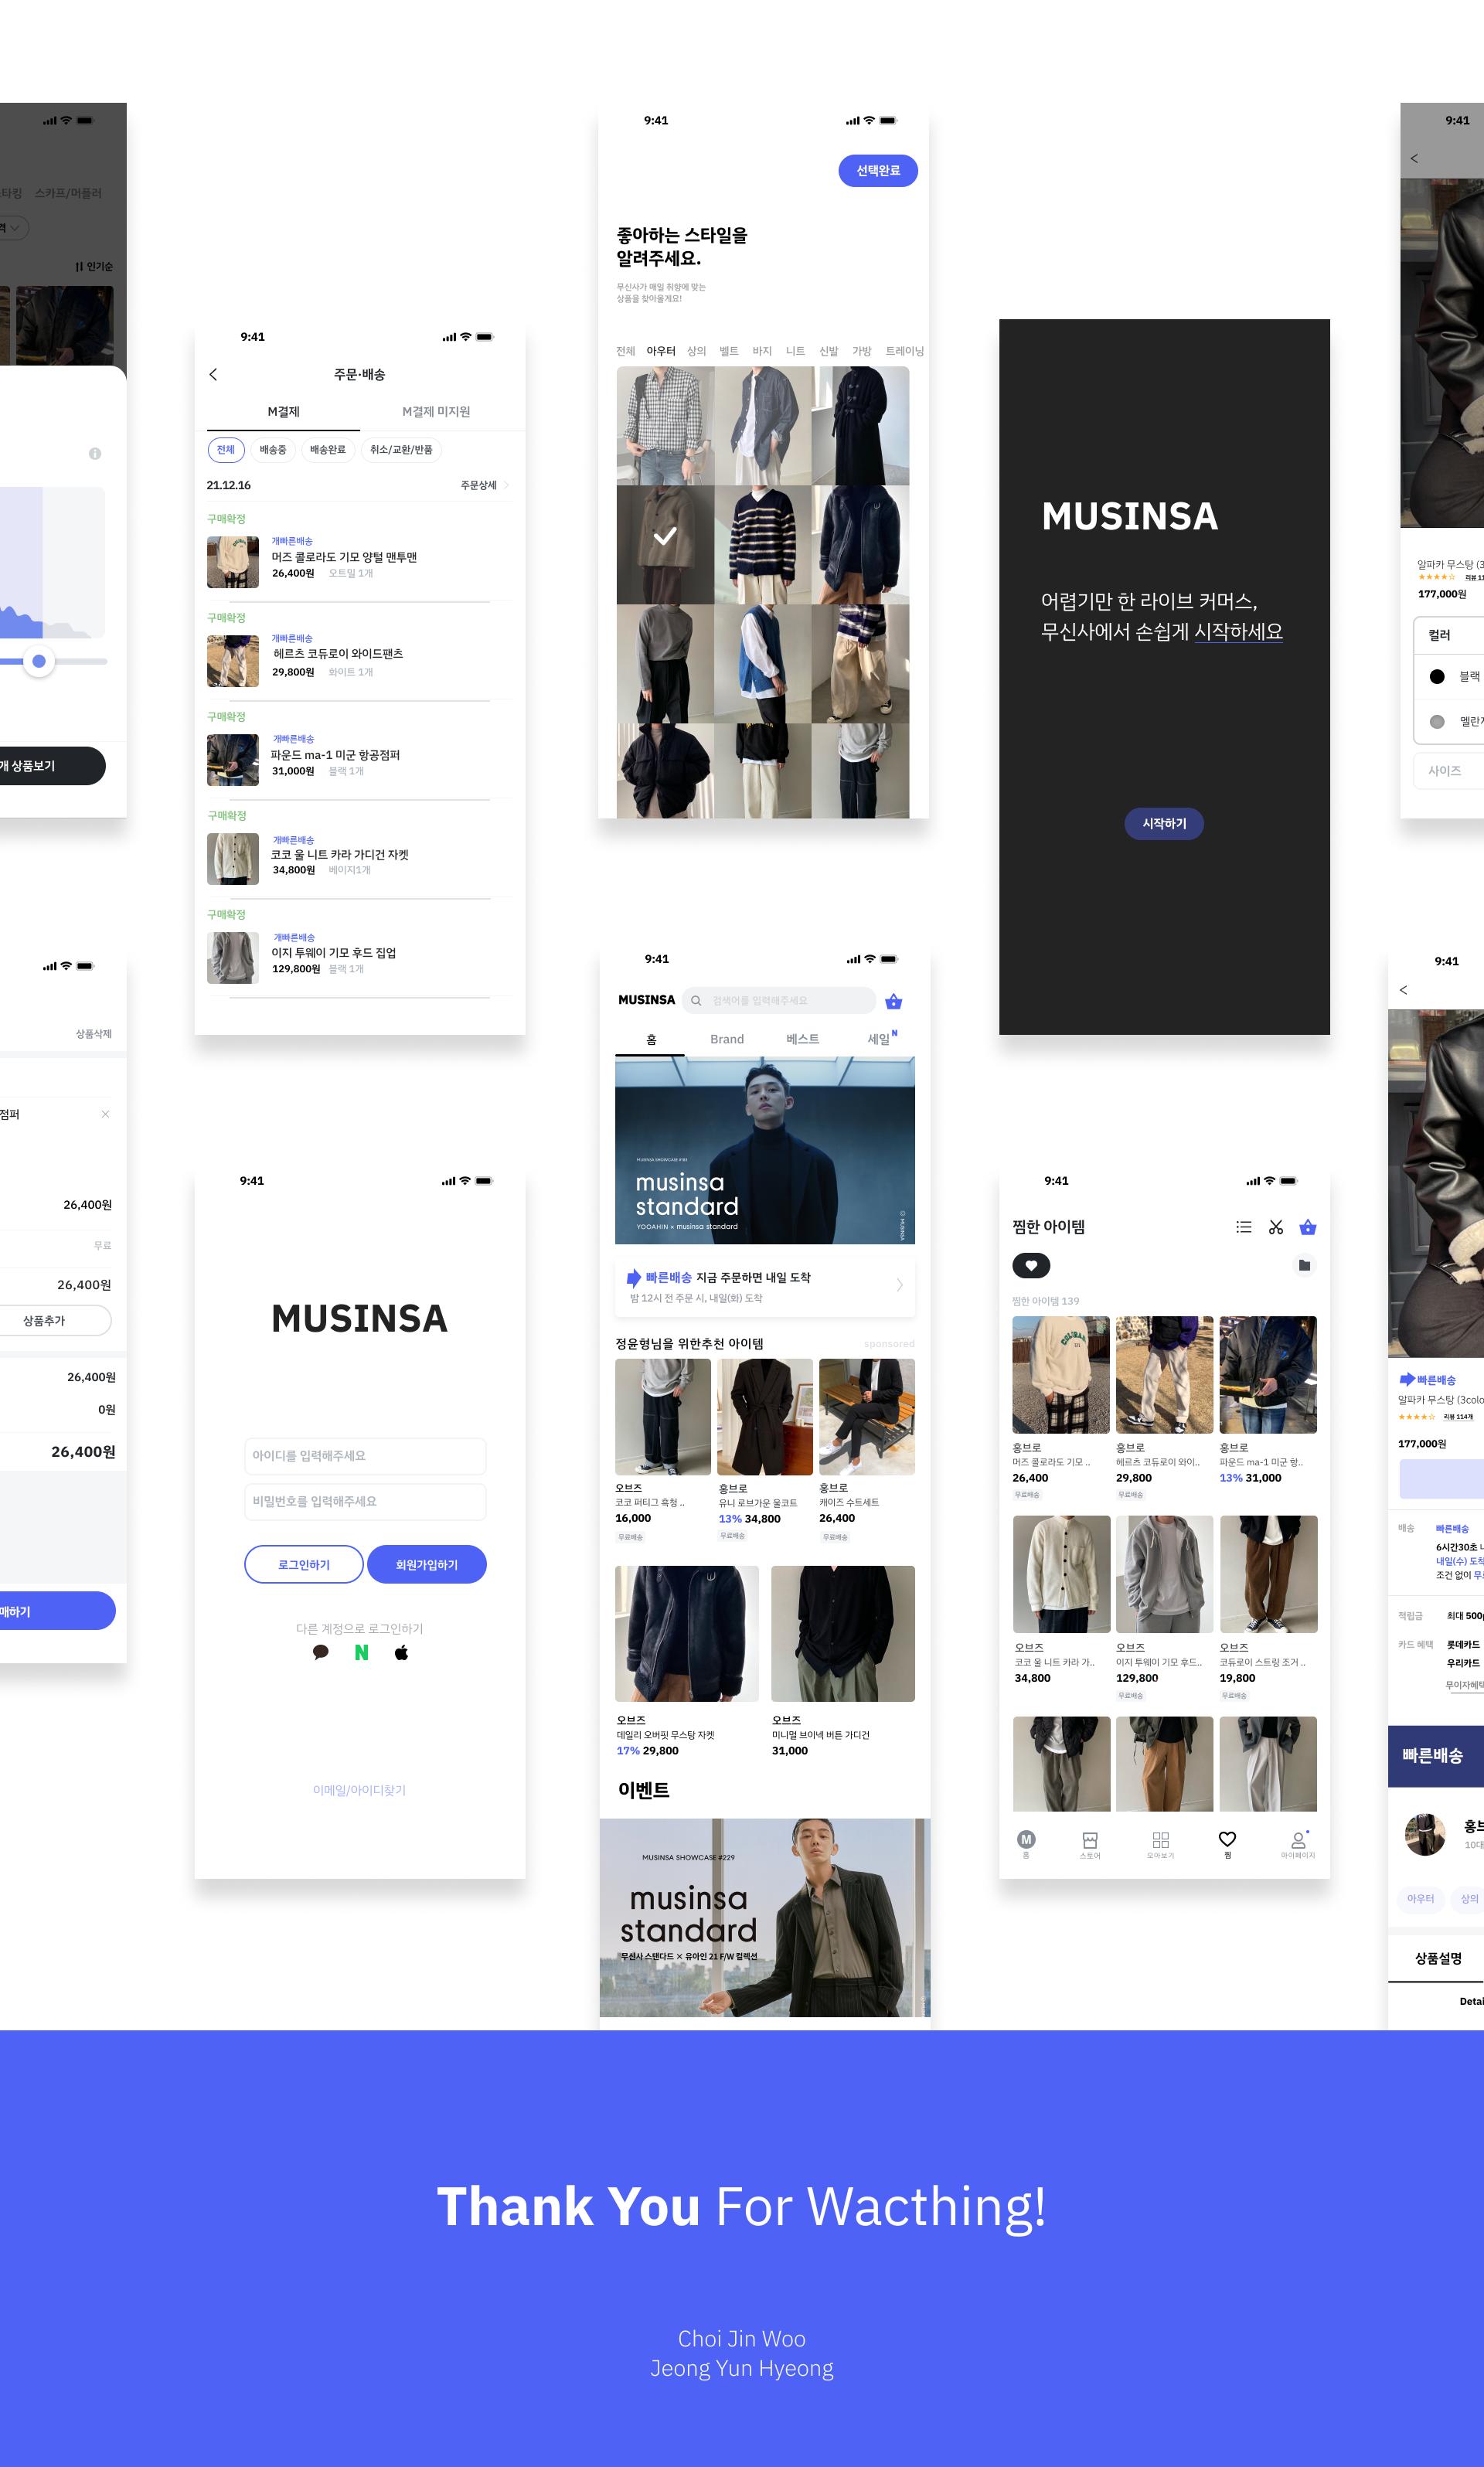 스카프/머플러
인기순
개 상품보기
상품삭제
점퍼
26,400원
무료
26,400원
상품추가
26,400원
0원
26,400원
매하기
9:41
주문·배송
M결제
M결제 미지원
전체
배송중
배송완료
취소/교환/반품
21.12.16
주문상세
구매확정
개빠른배송
머즈 콜로라도 기모 양털 맨투맨
26,400원
오트밀 1개
구매확정
개빠른배송
헤르츠 코듀로이 와이드팬츠
29,800원
화이트 1개
구매확정
개빠른배송
파운드 ma-1 미군 항공점퍼
31,000원
블랙 1개
구매확정
개빠른배송
코코 울 니트 카라 가디건 자켓
34,800원
베이지1개
구매확정
개빠른배송
이지 투웨이 기모 후드 집업
129,800원
블랙 1개
9:41
MUSINSA
아이디를 입력해주세요
비밀번호를 입력해주세요
로그인하기
회원가입하기
다른 계정으로 로그인하기
N
이메일/아이디찾기
9:41
선택완료
좋아하는 스타일을
알려주세요.
무신사가 매일 취향에 맞는
상품을 찾아올게요!
전체
아우터
상의
벨트
바지
니트
신발
가방
트레이닝
9:41
MUSINSA
검색어를 입력해주세요
홈
Brand
베스트
세일
N
MUSINSA SHOWCASE
musinsa
standard
YOOAHIN × musinsa standard
빠른배송 지금 주문하면 내일 도착
밤 12시 전 주문 시, 내일(화) 도착
정윤형님을 위한추천 아이템
sponsored
오브즈
코코 퍼티그 흑청 ..
16,000
무료배송
홍브로
유니 로브가운 울코트
13% 34,800
무료배송
홍브로
캐이즈 수트세트
26,400
무료배송
오브즈
데일리 오버핏 무스탕 자켓
17% 29,800
오브즈
미니멀 브이넥 버튼 가디건
31,000
이벤트
MUSINSA SHOWCASE #229
musinsa
standard
무신사 스탠다드 × 유아인 21 F/W 컬렉션
MUSINSA
어렵기만 한 라이브 커머스,
무신사에서 손쉽게 시작하세요
시작하기
9:41
찜한 아이템
찜한 아이템 139
홍브로
머즈 콜로라도 기모 ..
26,400
무료배송
홍브로
헤르츠 코듀로이 와이..
29,800
무료배송
홍브로
파운드 ma-1 미군 항..
13% 31,000
오브즈
코코 울 니트 카라 가..
34,800
오브즈
이지 투웨이 기모 후드..
129,800
무료배송
오브즈
코듀로이 스트링 조거 ..
19,800
무료배송
M
홈
스토어
모아보기
찜
마이페이지
9:41
알파카 무스탕 (3
177,000원
컬러
블랙
멜란
사이즈
9:41
빠른배송
알파카 무스탕 (3colo
리뷰 114개
177,000원
배송
빠른배송
6시간30초
내일(수) 도착
조건 없이 무료
적립금
최대 500
카드 혜택
롯데카드
우리카드
무이자혜택
빠른배송
홍브
10대
아우터
상의
상품설명
Detai
Thank You For Wacthing!
Choi Jin Woo
Jeong Yun Hyeong